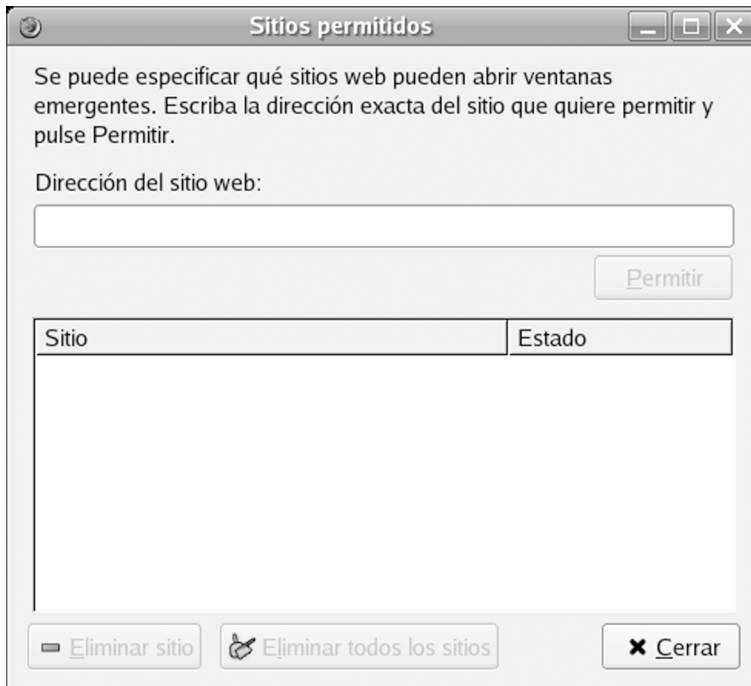 Sitios permitidos
Se puede especificar qué sitios web pueden abrir ventanas
emergentes. Escriba la dirección exacta del sitio que quiere permitir y
pulse Permitir.
Dirección del sitio web:
Permitir
Sitio Estado
Eliminar sitio Eliminar todos los sitios Cerrar